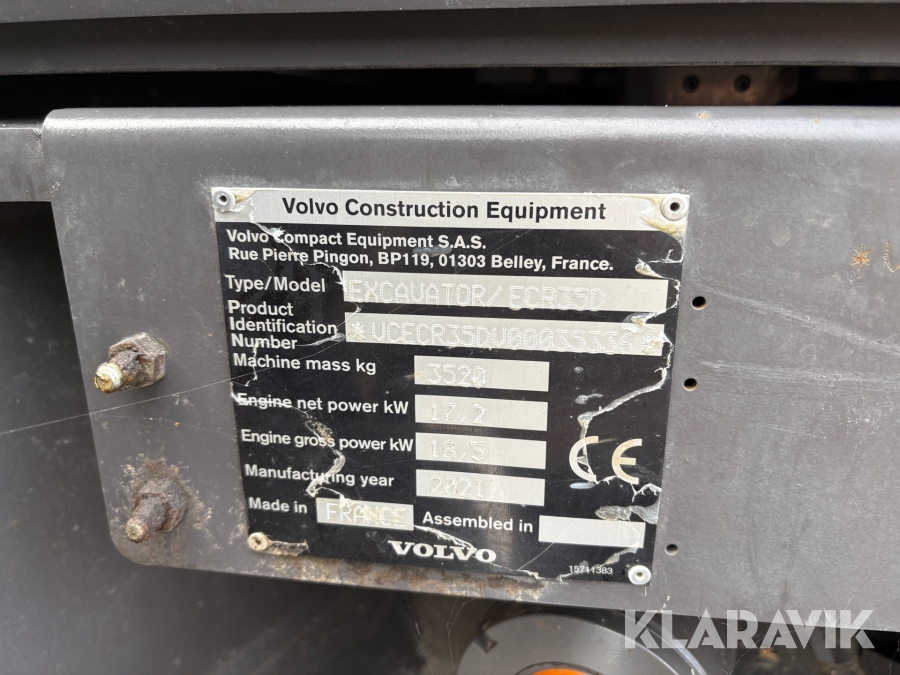 Volvo Construction Equipment
Volvo Compact Equipment S.A.S.
Rue Pierre Pingon, BP119, 01303 Belley, France.
Type/Model EXCAVATOR/ECR35D
Product
Identification
Number
Machine mass kg 3520
Engine net power kW 17,2
Engine gross power kW 18,5
Manufacturing year 2021
Made in FRANCE Assembled in
CE
VOLVO
15711383
KLARAVIK